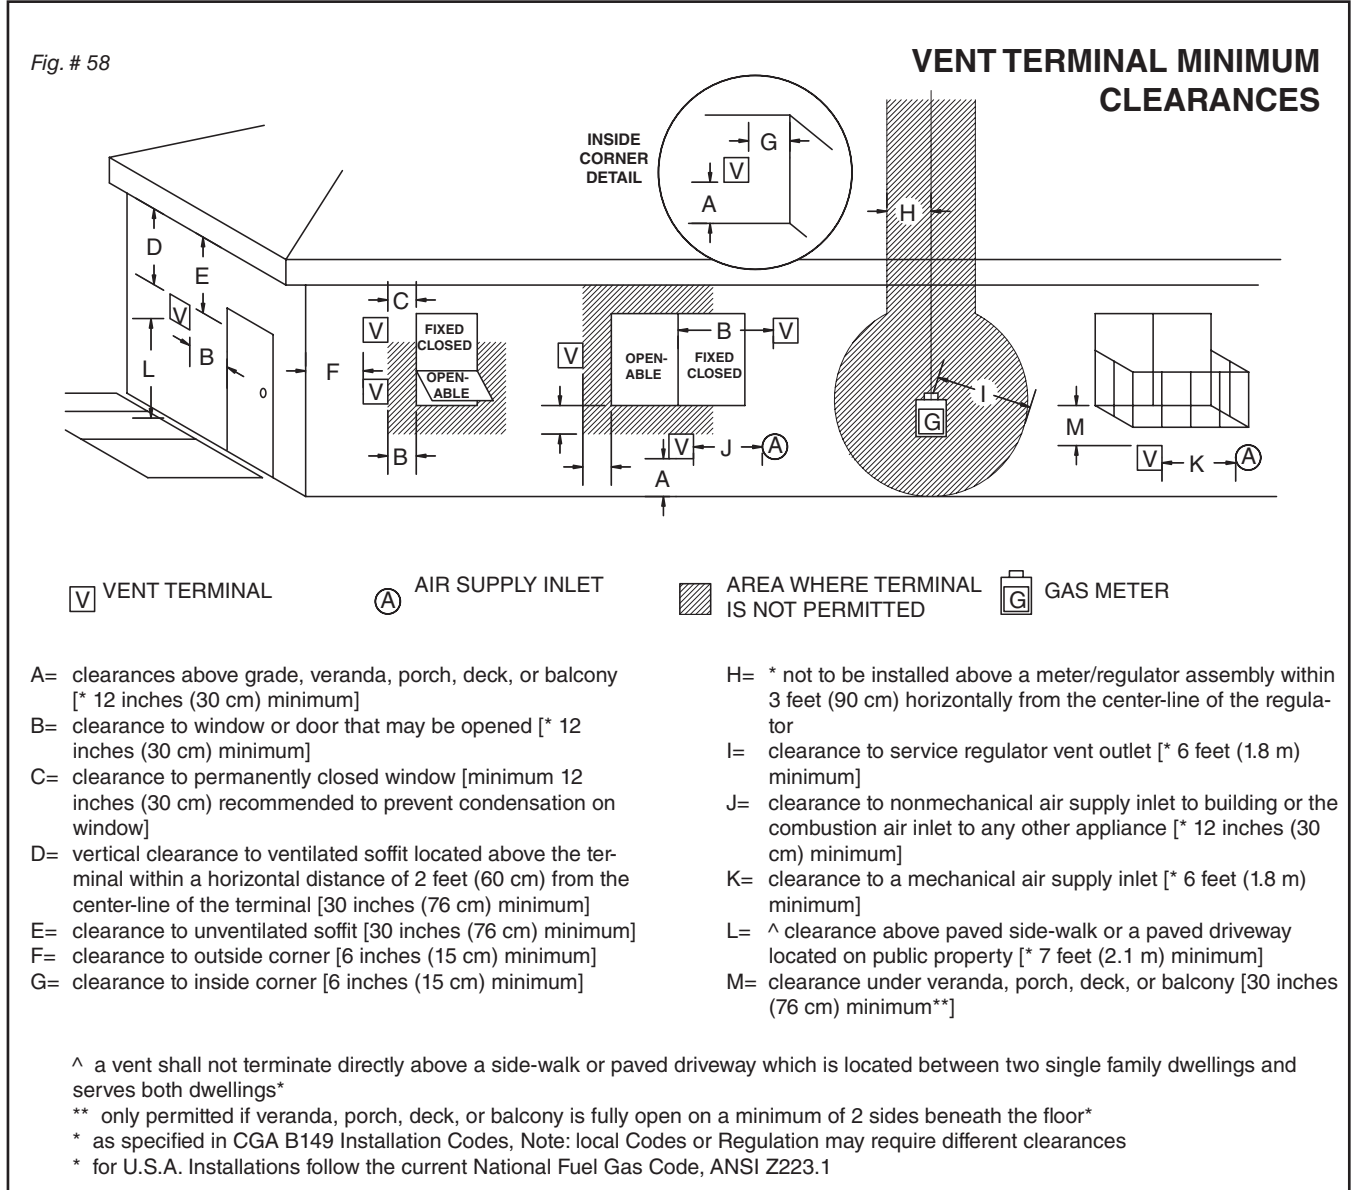 Fig. # 58
VENT TERMINAL MINIMUM
CLEARANCES
INSIDE
CORNER
DETAIL
G
V
A
H
D
E
V
B
L
C
V
FIXED
CLOSED
F
V
OPEN-
ABLE
B
V
OPEN-
ABLE
B
V
FIXED
CLOSED
V
J
A
A
I
G
M
V
K
A
V VENT TERMINAL
A AIR SUPPLY INLET
AREA WHERE TERMINAL
IS NOT PERMITTED
G GAS METER
A= clearances above grade, veranda, porch, deck, or balcony
[* 12 inches (30 cm) minimum]
B= clearance to window or door that may be opened [* 12
inches (30 cm) minimum]
C= clearance to permanently closed window [minimum 12
inches (30 cm) recommended to prevent condensation on
window]
D= vertical clearance to ventilated soffit located above the ter-
minal within a horizontal distance of 2 feet (60 cm) from the
center-line of the terminal [30 inches (76 cm) minimum]
E= clearance to unventilated soffit [30 inches (76 cm) minimum]
F= clearance to outside corner [6 inches (15 cm) minimum]
G= clearance to inside corner [6 inches (15 cm) minimum]
H= * not to be installed above a meter/regulator assembly within
3 feet (90 cm) horizontally from the center-line of the regula-
tor
I= clearance to service regulator vent outlet [* 6 feet (1.8 m)
minimum]
J= clearance to nonmechanical air supply inlet to building or the
combustion air inlet to any other appliance [* 12 inches (30
cm) minimum]
K= clearance to a mechanical air supply inlet [* 6 feet (1.8 m)
minimum]
L= ^ clearance above paved side-walk or a paved driveway
located on public property [* 7 feet (2.1 m) minimum]
M= clearance under veranda, porch, deck, or balcony [30 inches
(76 cm) minimum**]
^ a vent shall not terminate directly above a side-walk or paved driveway which is located between two single family dwellings and
serves both dwellings*
** only permitted if veranda, porch, deck, or balcony is fully open on a minimum of 2 sides beneath the floor*
* as specified in CGA B149 Installation Codes, Note: local Codes or Regulation may require different clearances
* for U.S.A. Installations follow the current National Fuel Gas Code, ANSI Z223.1